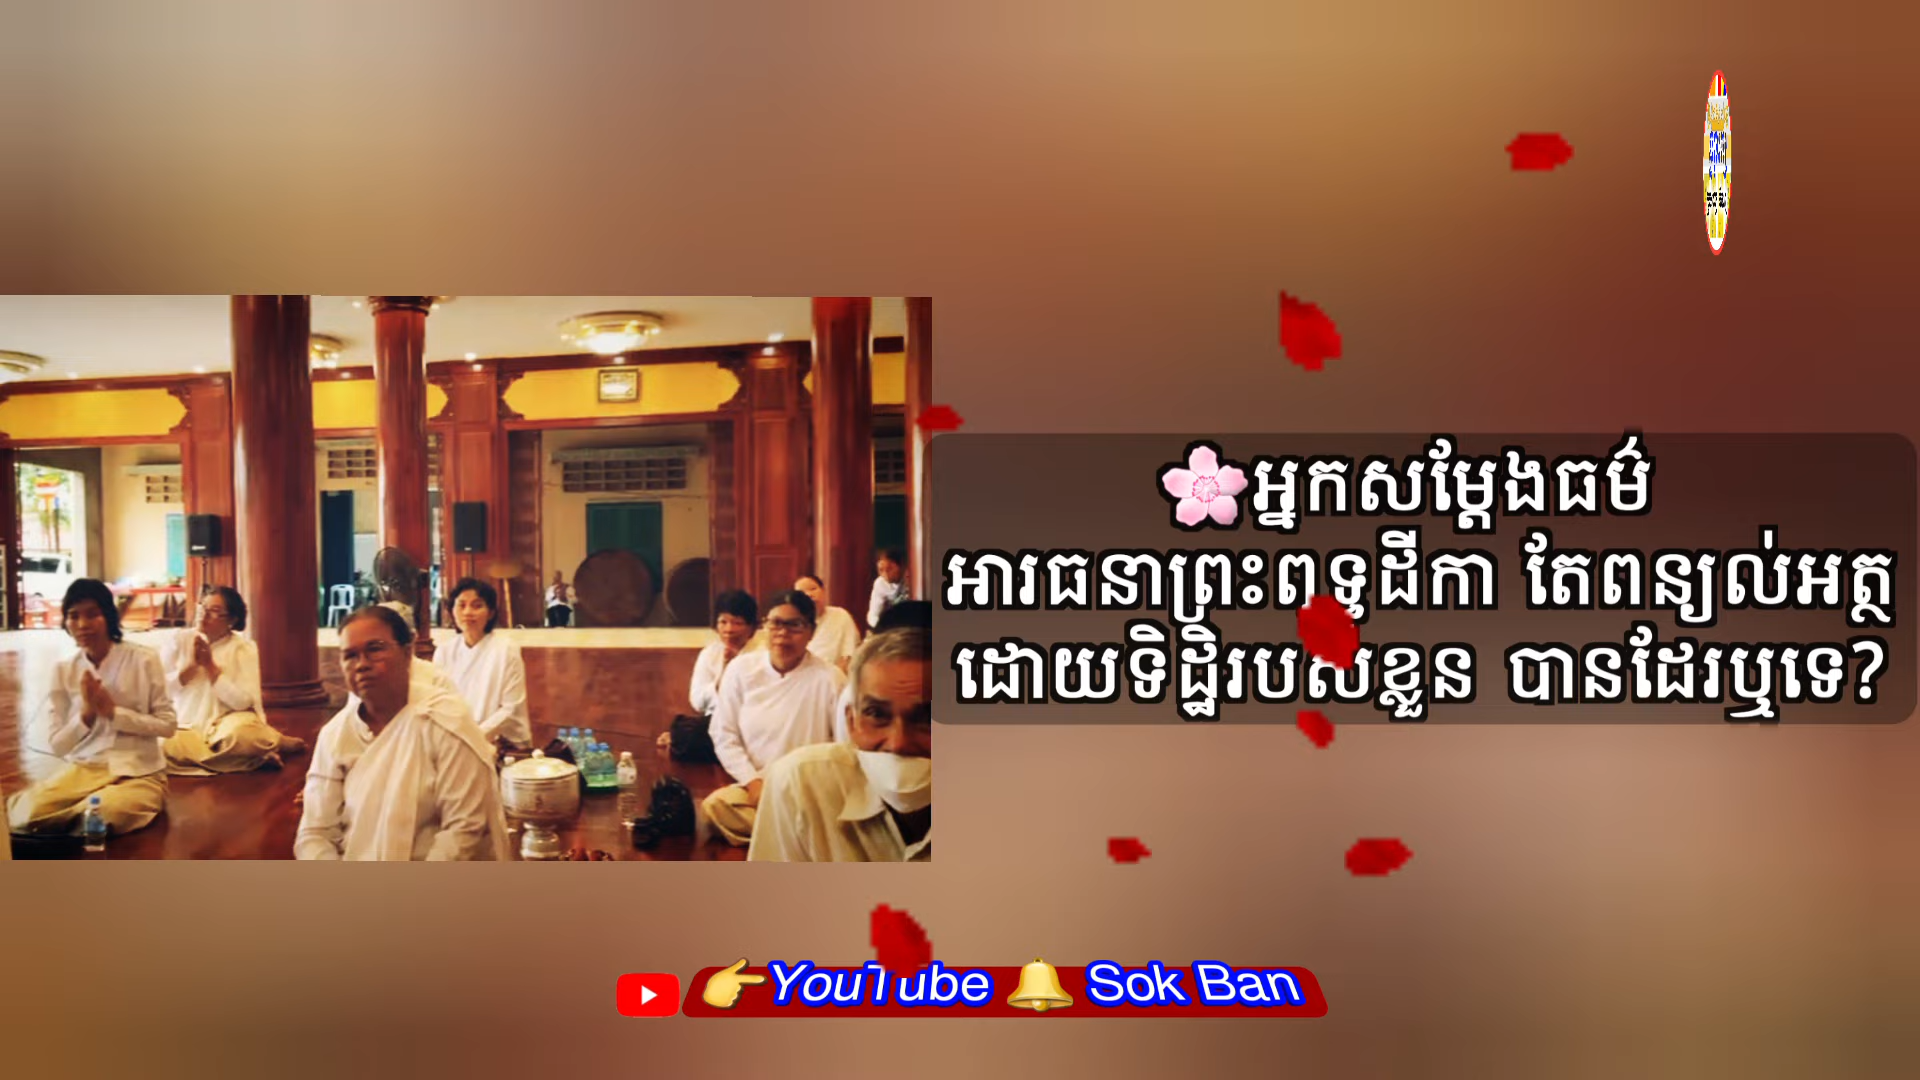 🌸អ្នកសម្ដែងធម៌
អារធនាព្រះពុទ្ធដីកា តែពន្យល់អត្ថ
ដោយទិដ្ឋិរបស់ខ្លួន បានដែរឬទេ?
👉YouTube 🔔 Sok Ban